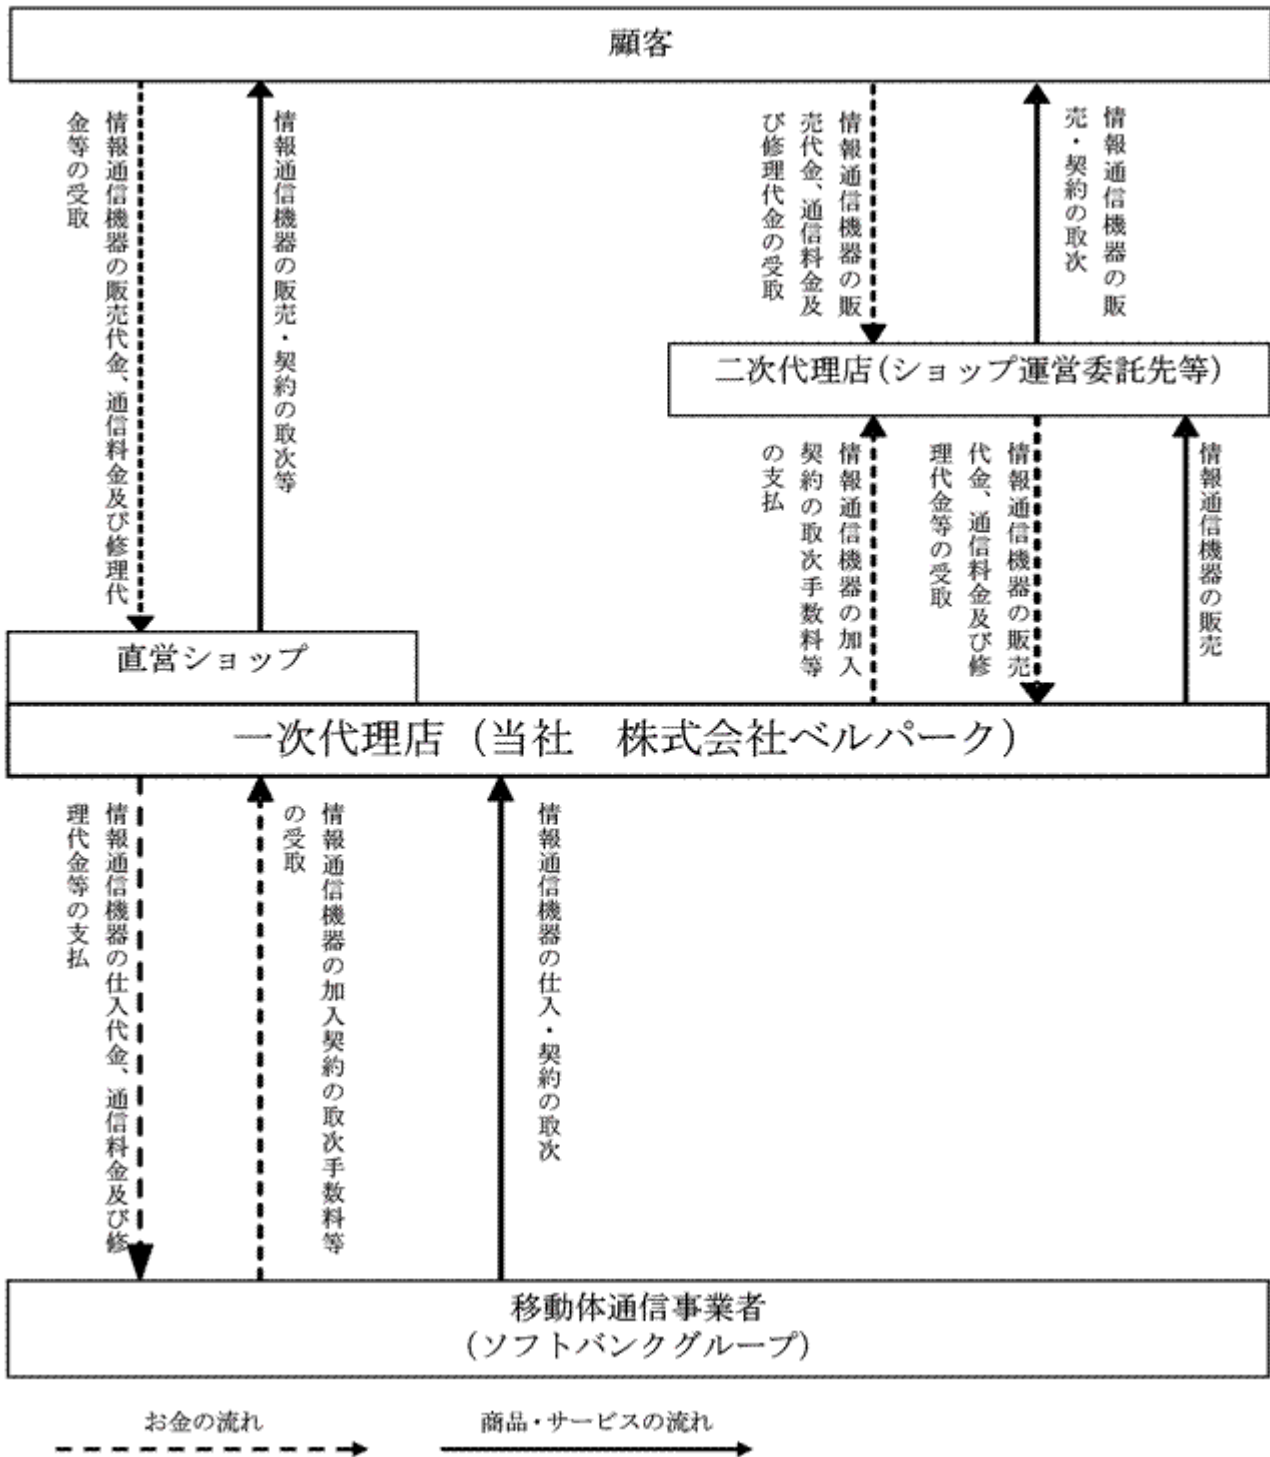 顧客
情報通信機器の販売代金、通信料金及び修理代
金等の受取
情報通信機器の販売・契約の取次等
情報通信機器の販
売代金、通信料金及
び修理代金の受取
情報通信機器の販
売・契約の取次
二次代理店(ショップ運営委託先等)
情報通信機器の加入
契約の取次手数料等
の支払
情報通信機器の販売
代金、通信料金及び修
理代金等の受取
情報通信機器の販売
直営ショップ
一次代理店(当社 株式会社ベルパーク)
情報通信機器の仕入代金、通信料金及び修
理代金等の支払
情報通信機器の加入契約の取次手数料等
の受取
情報通信機器の仕入・契約の取次
移動体通信事業者
(ソフトバンクグループ)
お金の流れ
商品・サービスの流れ